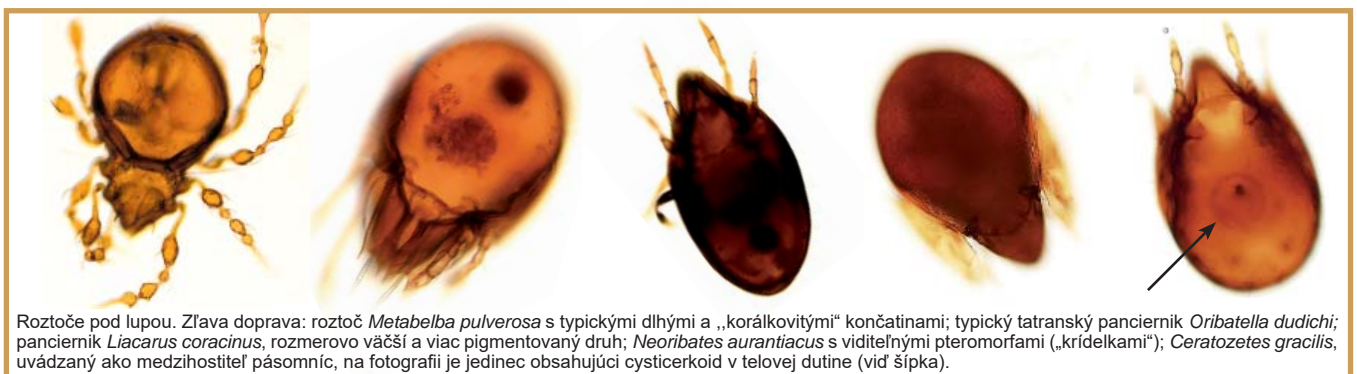 Roztoče pod lupou. Zľava doprava: roztoč Metabelba pulverosa s typickými dlhými a ,,korálkovitými“ končatinami; typický tatranský panciernik Oribatella dudichi;
panciernik Liacarus coracinus, rozmerovo väčší a viac pigmentovaný druh; Neoribates aurantiacus s viditeľnými pteromorfami („krídelkami“); Ceratozetes gracilis,
uvádzaný ako medzihostiteľ pásomníc, na fotografii je jedinec obsahujúci cysticerkoid v telovej dutine (viď šípka).